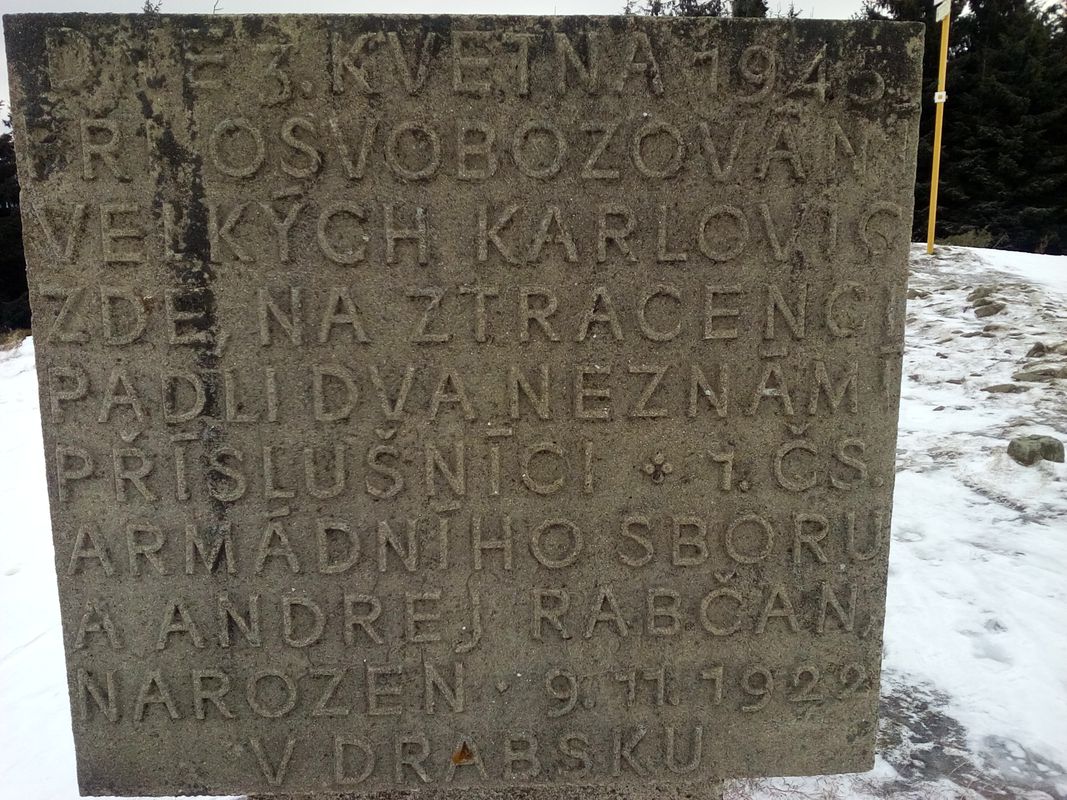 DNE 3. KVĚTNA 1945
PŘI OSVOBOZOVÁNÍ
VELKÝCH KARLOVIC
ZDE, NA ZTRACENCI
PADLI DVA NEZNÁMÍ
PŘÍSLUŠNÍCI 1. ČS.
ARMÁDNÍHO SBORU
A ANDREJ RABČAN,
NAROZEN · 9. 11. 1922
V DRÁBSKU